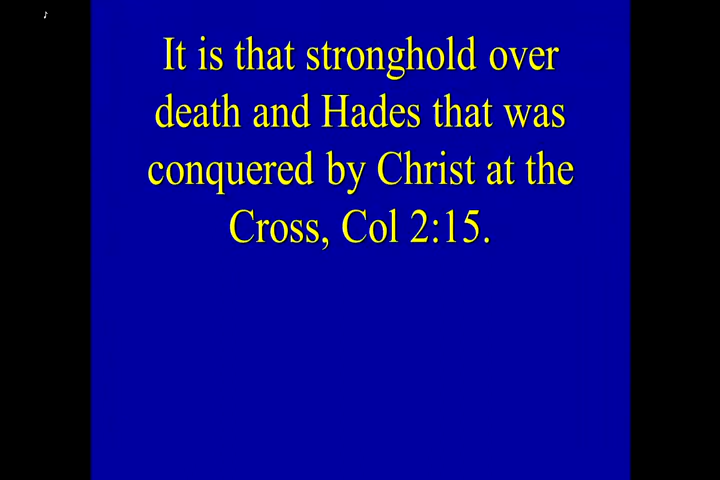 ♪
It is that stronghold over
death and Hades that was
conquered by Christ at the
Cross, Col 2:15.